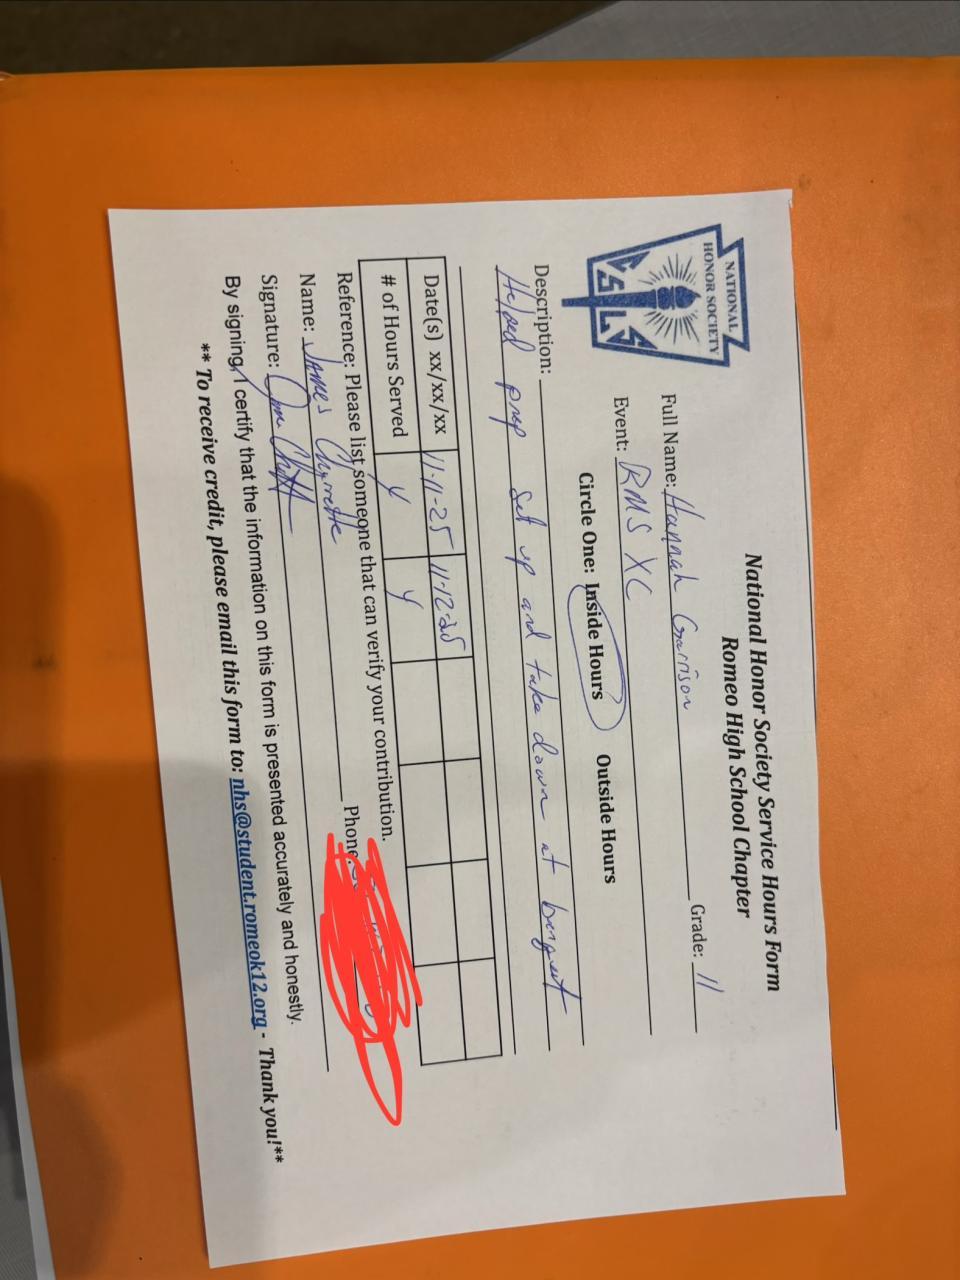 NATIONAL
HONOR SOCIETY
C S L S
National Honor Society Service Hours Form
Romeo High School Chapter
Full Name: Hannah Garrison Grade: 11
Event: RMS XC
Circle One: Inside Hours Outside Hours
Description:
Helped prep set up and take down at banquet
Date(s) xx/xx/xx 11-11-25 11-12-25
# of Hours Served 4 4
Reference: Please list someone that can verify your contribution.
Name: James Phone:
Signature:
By signing, I certify that the information on this form is presented accurately and honestly.
** To receive credit, please email this form to: nhs@student.romeok12.org - Thank you!**